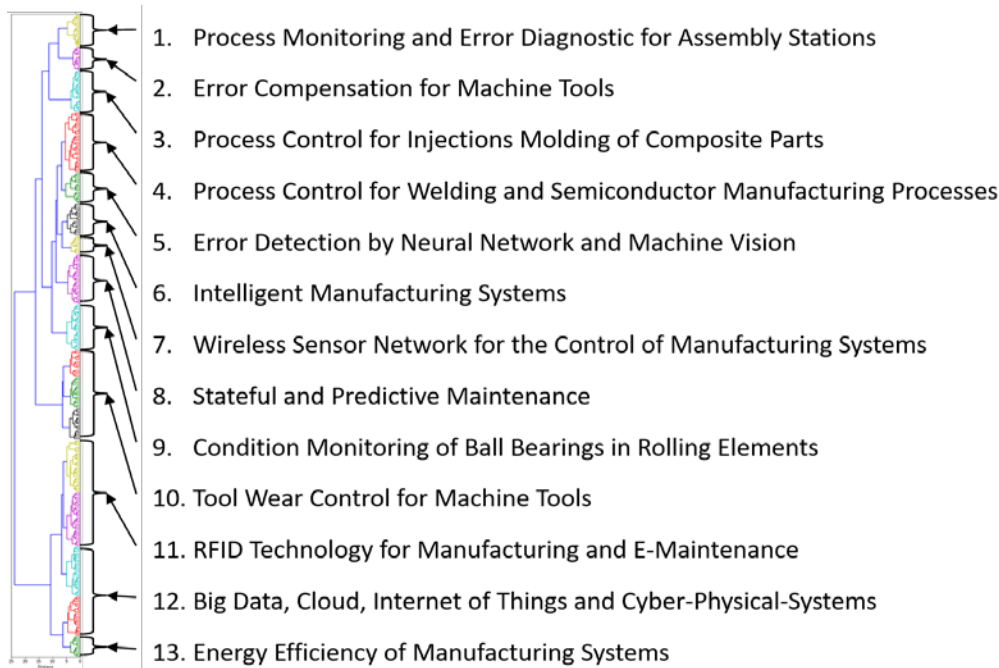 1. Process Monitoring and Error Diagnostic for Assembly Stations
2. Error Compensation for Machine Tools
3. Process Control for Injections Molding of Composite Parts
4. Process Control for Welding and Semiconductor Manufacturing Processes
5. Error Detection by Neural Network and Machine Vision
6. Intelligent Manufacturing Systems
7. Wireless Sensor Network for the Control of Manufacturing Systems
8. Stateful and Predictive Maintenance
9. Condition Monitoring of Ball Bearings in Rolling Elements
10. Tool Wear Control for Machine Tools
11. RFID Technology for Manufacturing and E-Maintenance
12. Big Data, Cloud, Internet of Things and Cyber-Physical-Systems
13. Energy Efficiency of Manufacturing Systems